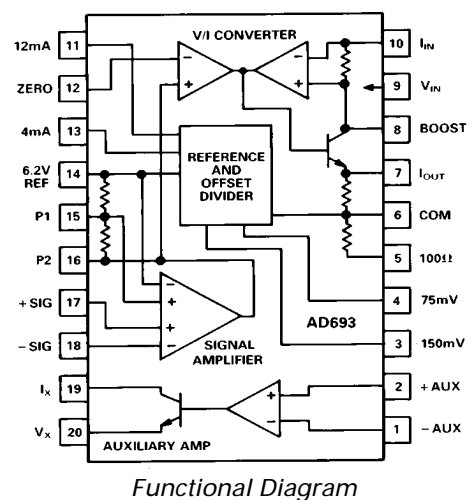 V/I CONVERTER
12mA 11
ZERO 12
4mA 13
6.2V
REF 14
P1 15
P2 16
+ SIG 17
– SIG 18
IX 19
VX 20
10 IIN
9 VIN
8 BOOST
7 IOUT
6 COM
5 100Ω
4 75mV
3 150mV
2 + AUX
1 – AUX
REFERENCE
AND
OFFSET
DIVIDER
AD693
SIGNAL
AMPLIFIER
AUXILIARY AMP
– + – + – + + – + –
Functional Diagram